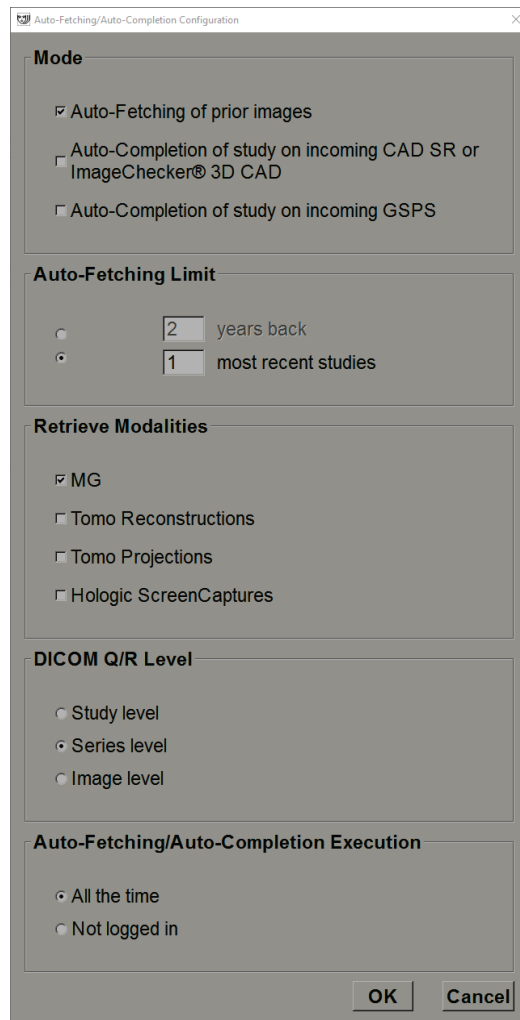 Auto-Fetching/Auto-Completion Configuration
Mode
Auto-Fetching of prior images
Auto-Completion of study on incoming CAD SR or
ImageChecker® 3D CAD
Auto-Completion of study on incoming GSPS
Auto-Fetching Limit
2 years back
1 most recent studies
Retrieve Modalities
MG
Tomo Reconstructions
Tomo Projections
Hologic ScreenCaptures
DICOM Q/R Level
Study level
Series level
Image level
Auto-Fetching/Auto-Completion Execution
All the time
Not logged in
OK Cancel